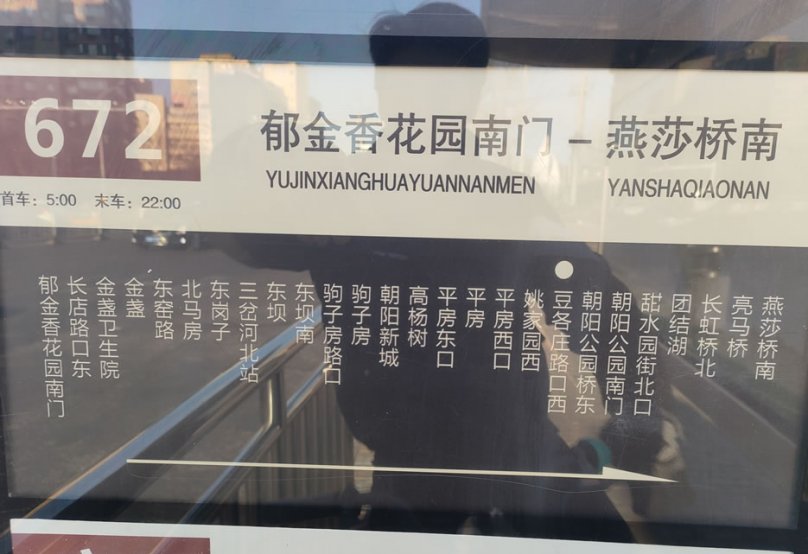 672
郁金香花园南门 – 燕莎桥南
YUJINXIANGHUAYUANNANMEN YANSHAQIAONAN
首车：5:00 末车：22:00
郁金香花园南门
长店路口东
金盏卫生院
金盏
东窑路
北马房
东岗子
三岔河北站
东坝
东坝南
驹子房路口
驹子房
朝阳新城
高杨树
平房东口
平房
平房西口
姚家园西
豆各庄路口西
朝阳公园桥东
朝阳公园南门
甜水园街北口
团结湖
长虹桥北
亮马桥
燕莎桥南